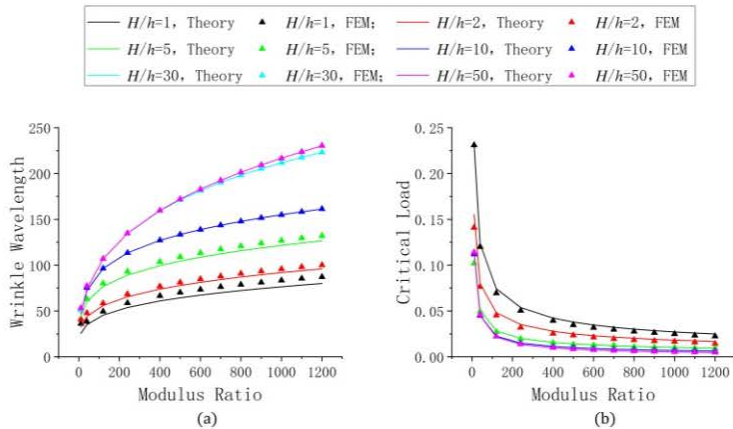 H/h=1, Theory H/h=1, FEM; H/h=2, Theory H/h=2, FEM
H/h=5, Theory H/h=5, FEM; H/h=10, Theory H/h=10, FEM
H/h=30, Theory H/h=30, FEM; H/h=50, Theory H/h=50, FEM
250
200
150
100
50
0
Wrinkle Wavelength
0 200 400 600 800 1000 1200
Modulus Ratio
(a)
0.25
0.20
0.15
0.10
0.05
0.00
Critical Load
0 200 400 600 800 1000 1200
Modulus Ratio
(b)